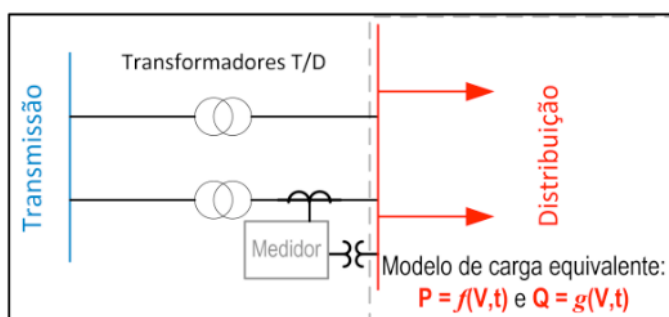 Transformadores T/D
Transmissão
Medidor
Distribuição
Modelo de carga equivalente:
P = f(V,t) e Q = g(V,t)